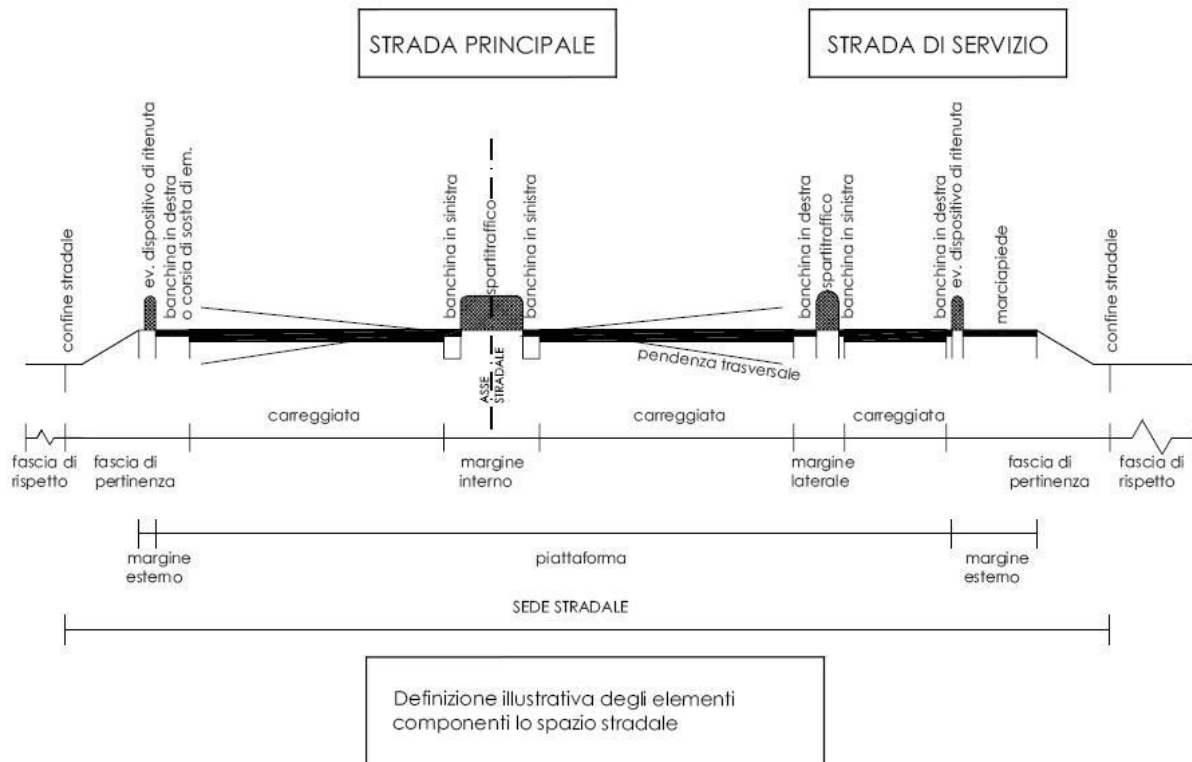 STRADA PRINCIPALE
STRADA DI SERVIZIO
confine stradale
ev. dispositivo di ritenuta
banchina in destra
o corsia di sosta di em.
banchina in sinistra
spartitraffico
banchina in sinistra
banchina in destra
spartitraffico
banchina in sinistra
banchina in destra
ev. dispositivo di ritenuta
marciapiede
confine stradale
pendenza trasversale
ASSE
STRADALE
carreggiata
carreggiata
carreggiata
fascia di
rispetto
fascia di
pertinenza
margine
interno
margine
laterale
fascia di
pertinenza
fascia di
rispetto
margine
esterno
piattaforma
margine
esterno
SEDE STRADALE
Definizione illustrativa degli elementi
componenti lo spazio stradale